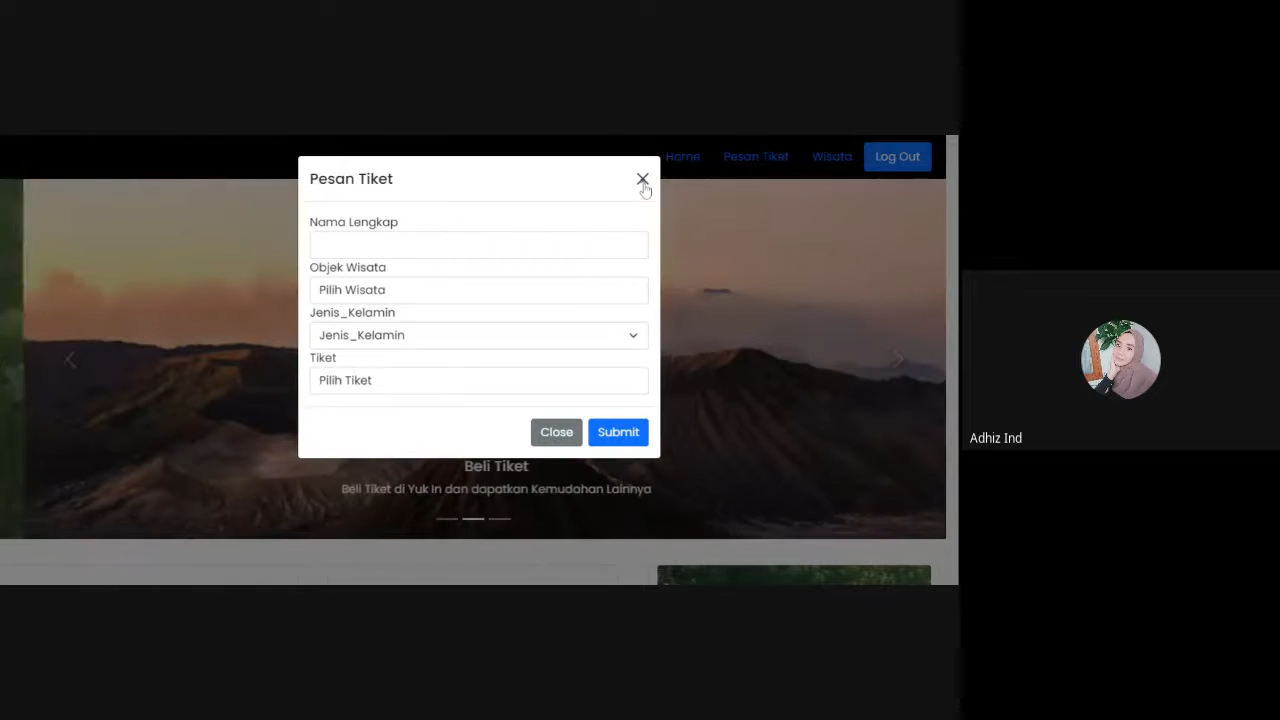 Home Pesan Tiket Wisata Log Out
Pesan Tiket
Nama Lengkap
Objek Wisata
Pilih Wisata
Jenis_Kelamin
Jenis_Kelamin
Tiket
Pilih Tiket
Close Submit
Beli Tiket
Beli Tiket di Yuk In dan dapatkan Kemudahan Lainnya
Adhiz Ind